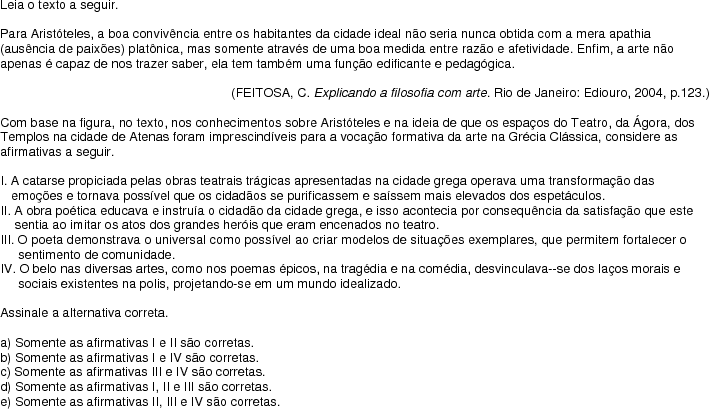 Leia o texto a seguir.
Para Aristóteles, a boa convivência entre os habitantes da cidade ideal não seria nunca obtida com a mera apathia
(ausência de paixões) platônica, mas somente através de uma boa medida entre razão e afetividade. Enfim, a arte não
apenas é capaz de nos trazer saber, ela tem também uma função edificante e pedagógica.
(FEITOSA, C. Explicando a filosofia com arte. Rio de Janeiro: Ediouro, 2004, p.123.)
Com base na figura, no texto, nos conhecimentos sobre Aristóteles e na ideia de que os espaços do Teatro, da Ágora, dos
Templos na cidade de Atenas foram imprescindíveis para a vocação formativa da arte na Grécia Clássica, considere as
afirmativas a seguir.
I. A catarse propiciada pelas obras teatrais trágicas apresentadas na cidade grega operava uma transformação das
emoções e tornava possível que os cidadãos se purificassem e saíssem mais elevados dos espetáculos.
II. A obra poética educava e instruía o cidadão da cidade grega, e isso acontecia por consequência da satisfação que este
sentia ao imitar os atos dos grandes heróis que eram encenados no teatro.
III. O poeta demonstrava o universal como possível ao criar modelos de situações exemplares, que permitem fortalecer o
sentimento de comunidade.
IV. O belo nas diversas artes, como nos poemas épicos, na tragédia e na comédia, desvinculava--se dos laços morais e
sociais existentes na polis, projetando-se em um mundo idealizado.
Assinale a alternativa correta.
a) Somente as afirmativas I e II são corretas.
b) Somente as afirmativas I e IV são corretas.
c) Somente as afirmativas III e IV são corretas.
d) Somente as afirmativas I, II e III são corretas.
e) Somente as afirmativas II, III e IV são corretas.